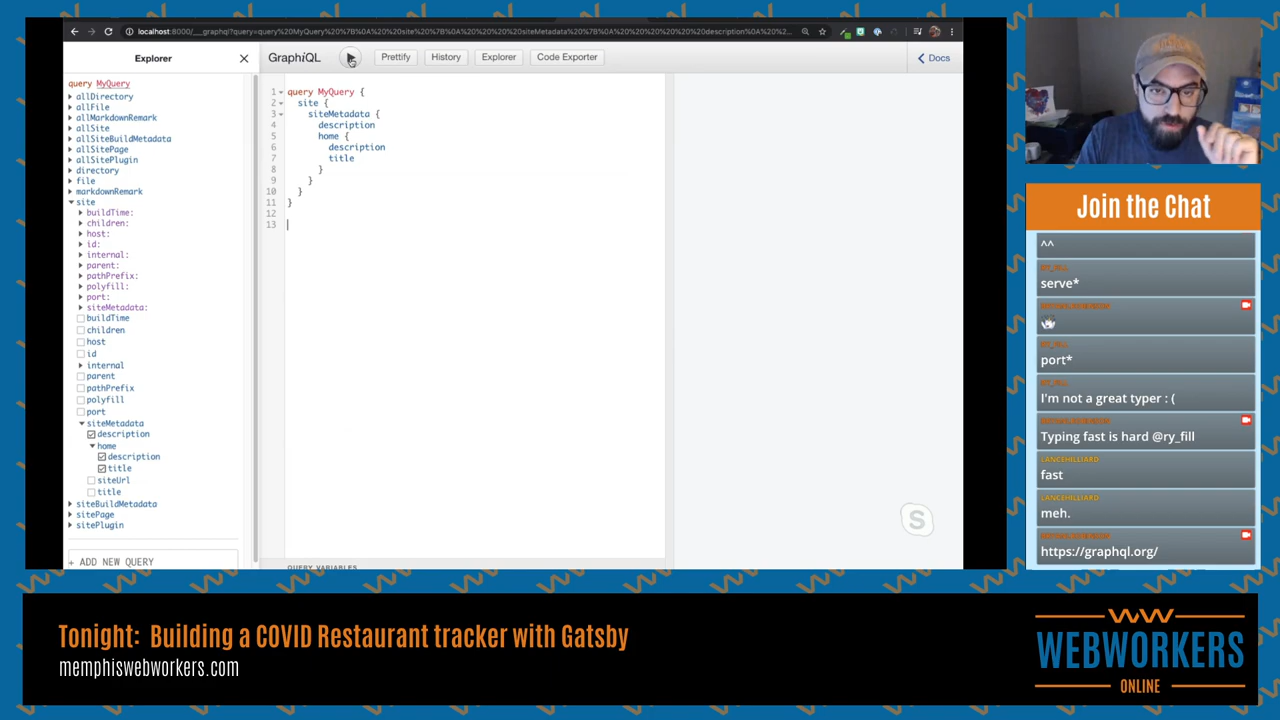 localhost:8000/___graphql?query=query%20MyQuery%20%7B%0A%20%20site%20%7B%0A%20%20%20%20siteMetadata%20%7B%0A%20%20%20%20%20%20description%0A%20%20%2...
Explorer
GraphiQL
Prettify
History
Explorer
Code Exporter
Docs
query MyQuery
allDirectory
allFile
allMarkdownRemark
allSite
allSiteBuildMetadata
allSitePage
allSitePlugin
directory
file
markdownRemark
site
buildTime:
children:
host:
id:
internal:
parent:
pathPrefix:
polyfill:
port:
siteMetadata:
buildTime
children
host
id
internal
parent
pathPrefix
polyfill
port
siteMetadata
description
home
description
title
siteUrl
title
siteBuildMetadata
sitePage
sitePlugin
+ ADD NEW QUERY
1 query MyQuery {
2 site {
3 siteMetadata {
4 description
5 home {
6 description
7 title
8 }
9 }
10 }
11 }
12
13
QUERY VARIABLES
S
Join the Chat
^^
RY_FILL
serve*
RY_FILL
port*
RY_FILL
I'm not a great typer : (
Typing fast is hard @ry_fill
LANCEHILLIARD
fast
LANCEHILLIARD
meh.
https://graphql.org/
Tonight: Building a COVID Restaurant tracker with Gatsby
memphiswebworkers.com
WEBWORKERS
ONLINE